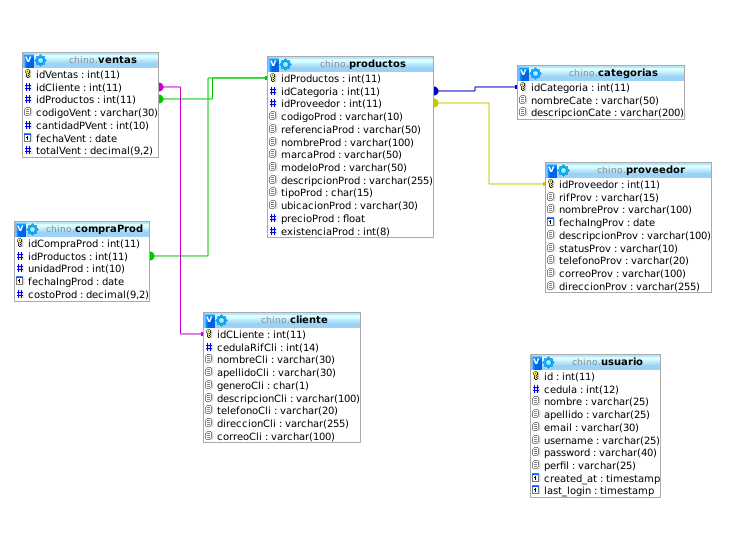 chino.ventas
idVentas : int(11)
idCliente : int(11)
idProductos : int(11)
codigoVent : varchar(30)
cantidadPVent : int(10)
fechaVent : date
totalVent : decimal(9,2)
chino.productos
idProductos : int(11)
idCategoria : int(11)
idProveedor : int(11)
codigoProd : varchar(10)
referenciaProd : varchar(50)
nombreProd : varchar(100)
marcaProd : varchar(50)
modeloProd : varchar(50)
descripcionProd : varchar(255)
tipoProd : char(15)
ubicacionProd : varchar(30)
precioProd : float
existenciaProd : int(8)
chino.categorias
idCategoria : int(11)
nombreCate : varchar(50)
descripcionCate : varchar(200)
chino.proveedor
idProveedor : int(11)
rifProv : varchar(15)
nombreProv : varchar(100)
fechaIngProv : date
descripcionProv : varchar(100)
statusProv : varchar(10)
telefonoProv : varchar(20)
correoProv : varchar(100)
direccionProv : varchar(255)
chino.compraProd
idCompraProd : int(11)
idProductos : int(11)
unidadProd : int(10)
fechaIngProd : date
costoProd : decimal(9,2)
chino.cliente
idCLiente : int(11)
cedulaRifCli : int(14)
nombreCli : varchar(30)
apellidoCli : varchar(30)
generoCli : char(1)
descripcionCli : varchar(100)
telefonoCli : varchar(20)
direccionCli : varchar(255)
correoCli : varchar(100)
chino.usuario
id : int(11)
cedula : int(12)
nombre : varchar(25)
apellido : varchar(25)
email : varchar(30)
username : varchar(25)
password : varchar(40)
perfil : varchar(25)
created_at : timestamp
last_login : timestamp